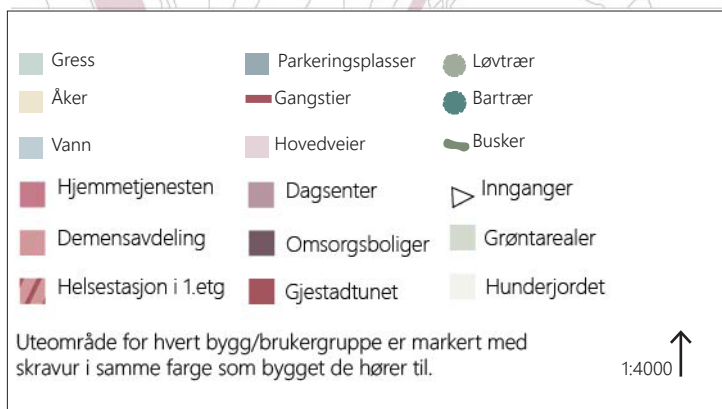 Gress
Parkeringsplasser
Løvtrær
Åker
Gangstier
Bartrær
Vann
Hovedveier
Busker
Hjemmetjenesten
Dagsenter
Innganger
Demensavdeling
Omsorgsboliger
Grøntarealer
Helsestasjon i 1.etg
Gjestadtunet
Hunderjordet
Uteområde for hvert bygg/brukergruppe er markert med
skravur i samme farge som bygget de hører til.
1:4000